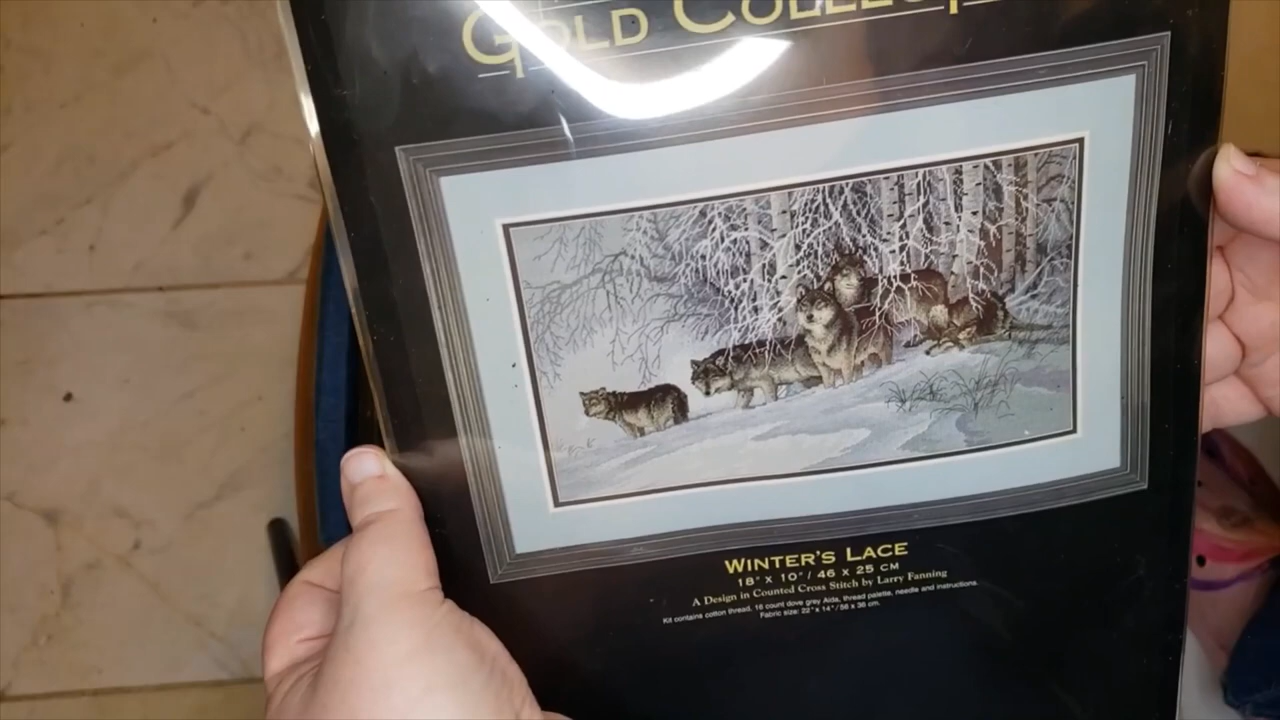 GOLD
WINTER'S LACE
18" X 10" / 46 X 25 CM
A Design in Counted Cross Stitch by Larry Fanning
Kit contains cotton thread, 16 count dove grey Aida, thread palette, needle and instructions.
Fabric size: 22" x 14" / 56 x 36 cm.